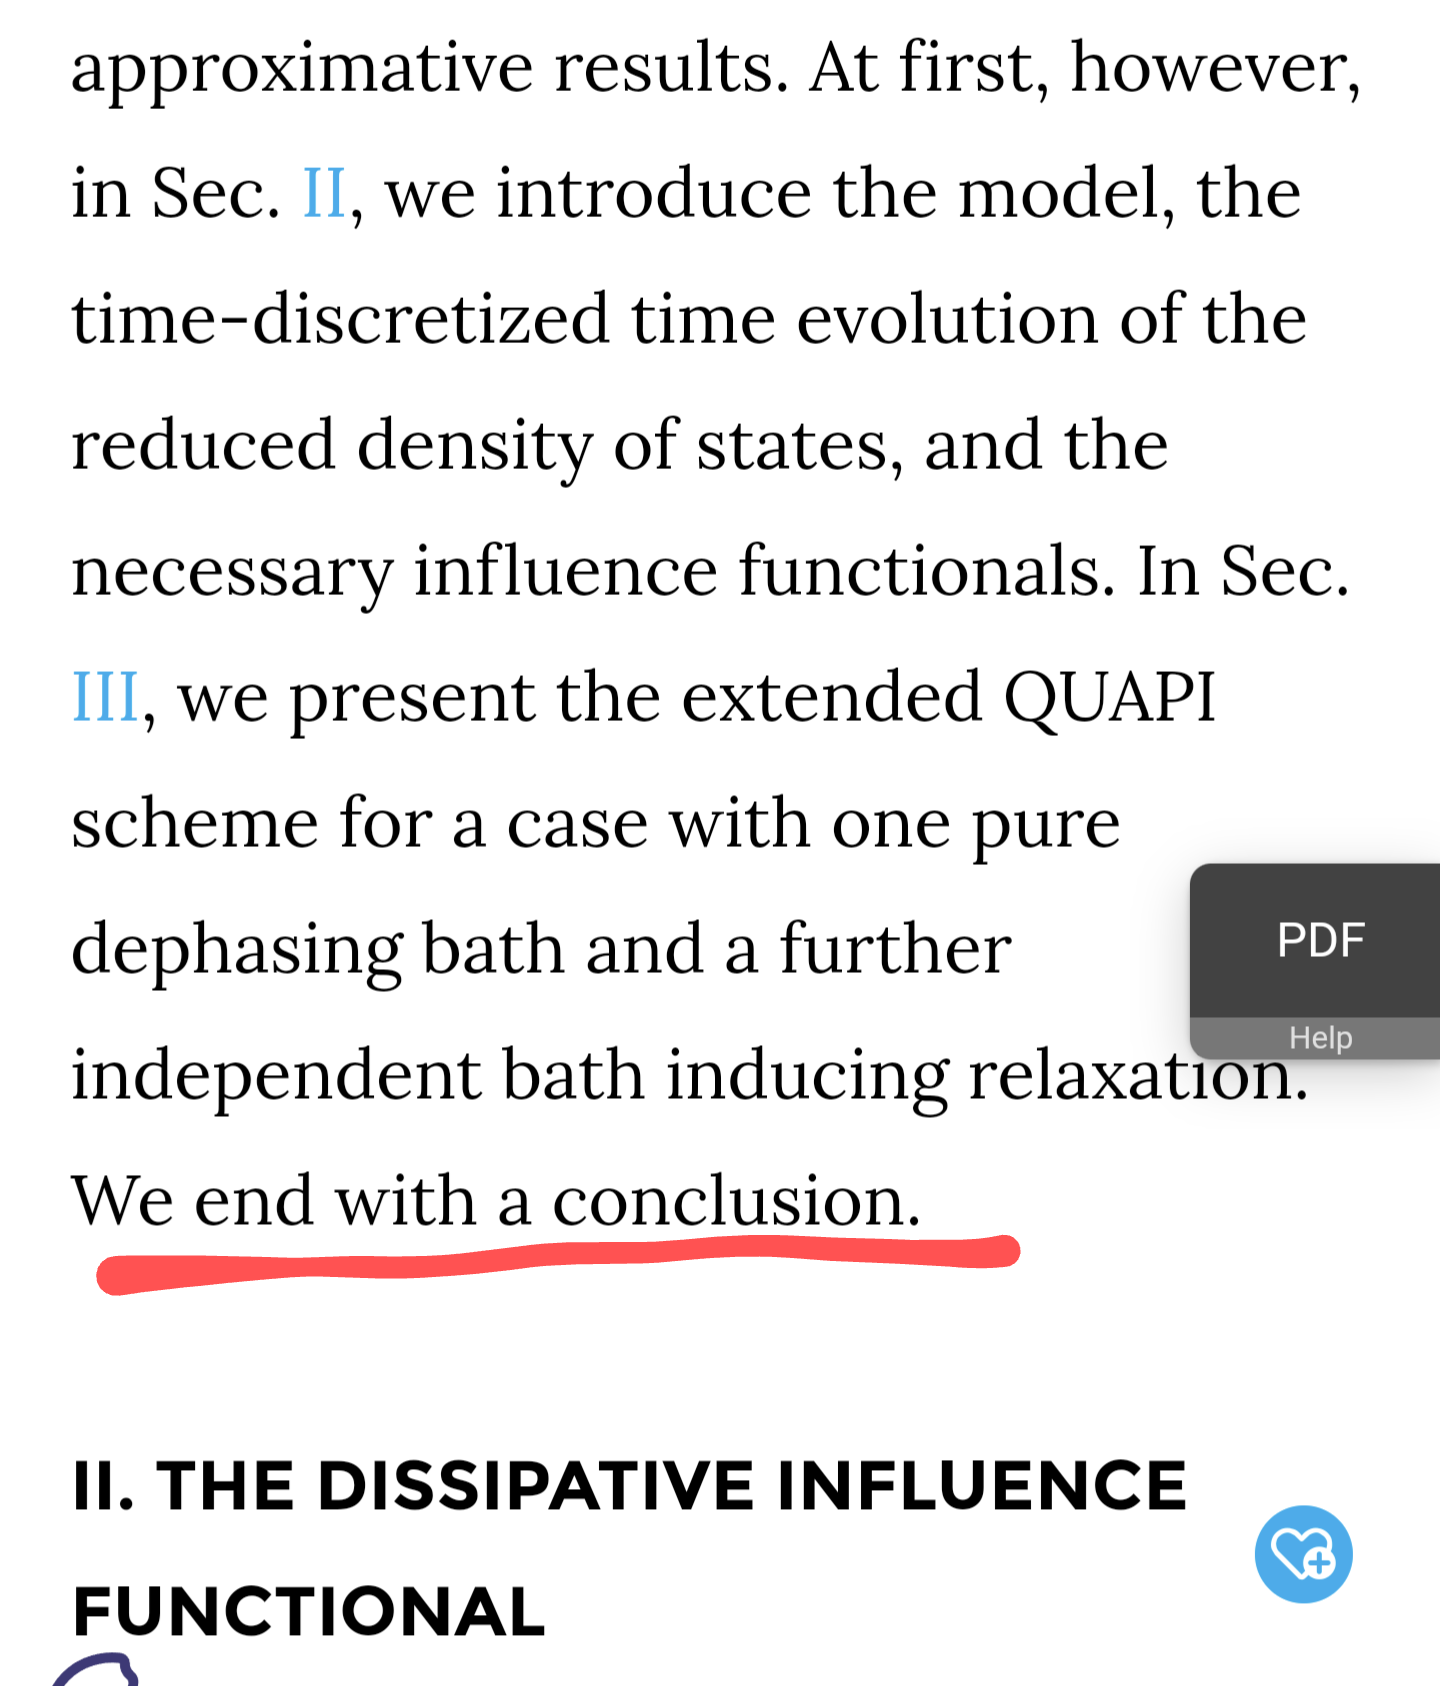 approximative results. At first, however,
in Sec. II, we introduce the model, the
time-discretized time evolution of the
reduced density of states, and the
necessary influence functionals. In Sec.
III, we present the extended QUAPI
scheme for a case with one pure
dephasing bath and a further
PDF
Help
independent bath inducing relaxation.
We end with a conclusion.
II. THE DISSIPATIVE INFLUENCE
FUNCTIONAL